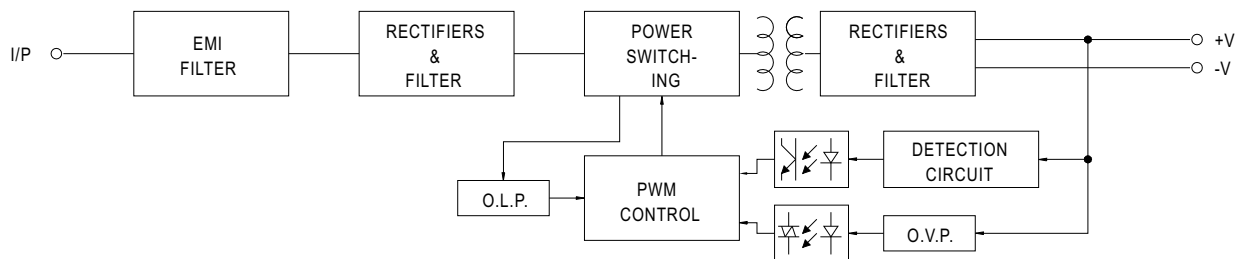 I/P
EMI
FILTER
RECTIFIERS
&
FILTER
POWER
SWITCH-
ING
RECTIFIERS
&
FILTER
+V
-V
O.L.P.
PWM
CONTROL
DETECTION
CIRCUIT
O.V.P.